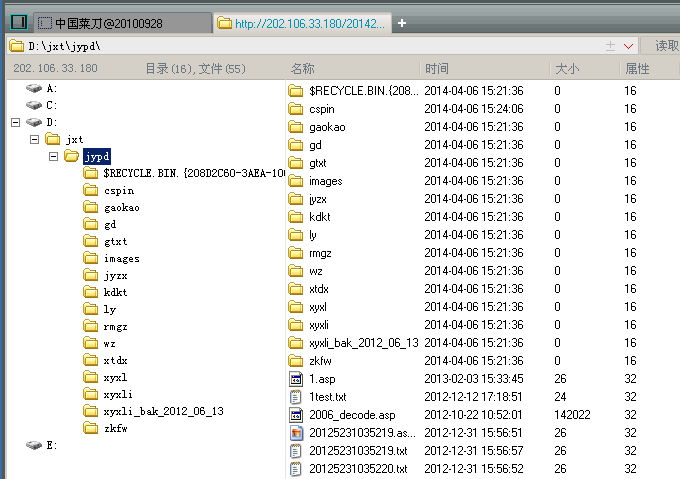 中国菜刀@20100928 http://202.106.33.180/20142... +
D:\jxt\jypd\ 读取
202.106.33.180 目录(16),文件(55) 名称 时间 大小 属性
A:
C:
D:
jxt
jypd
$RECYCLE.BIN.{208D2C60-3AEA-10
cspin
gaokao
gd
gtxt
images
jyzx
kdkt
ly
rmgz
wz
xtdx
xyxl
xyxli
xyxli_bak_2012_06_13
zkfw
E:
$RECYCLE.BIN.{208... 2014-04-06 15:21:36 0 16
cspin 2014-04-06 15:24:06 0 16
gaokao 2014-04-06 15:21:36 0 16
gd 2014-04-06 15:21:36 0 16
gtxt 2014-04-06 15:21:36 0 16
images 2014-04-06 15:21:36 0 16
jyzx 2014-04-06 15:21:36 0 16
kdkt 2014-04-06 15:21:36 0 16
ly 2014-04-06 15:21:36 0 16
rmgz 2014-04-06 15:21:36 0 16
wz 2014-04-06 15:21:36 0 16
xtdx 2014-04-06 15:21:36 0 16
xyxl 2014-04-06 15:21:36 0 16
xyxli 2014-04-06 15:21:36 0 16
xyxli_bak_2012_06_13 2014-04-06 15:21:36 0 16
zkfw 2014-04-06 15:21:36 0 16
1.asp 2013-02-03 15:33:45 26 32
1test.txt 2012-12-12 17:18:51 24 32
2006_decode.asp 2012-10-22 10:52:01 142022 32
20125231035219.as... 2012-12-31 15:56:51 26 32
20125231035219.txt 2012-12-31 15:56:57 26 32
20125231035220.txt 2012-12-31 15:56:52 26 32